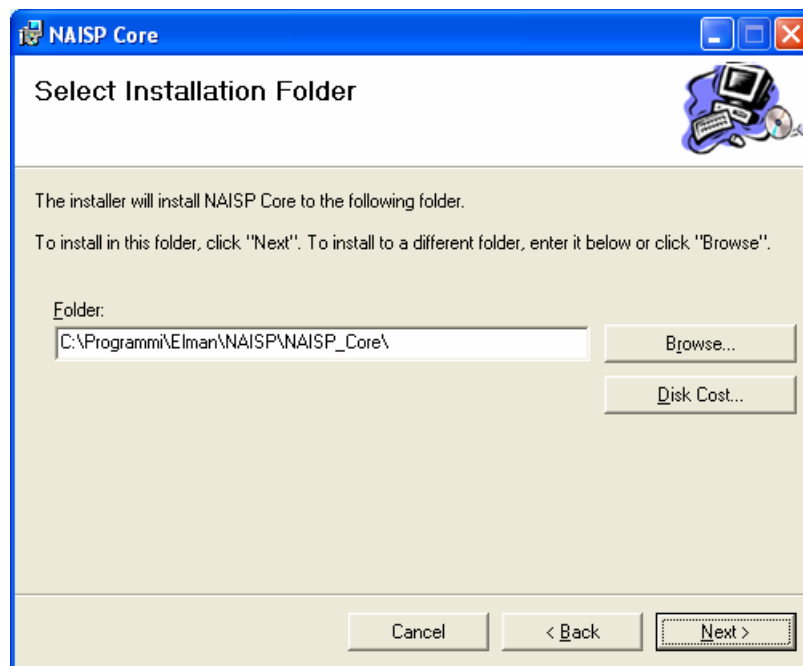 NAISP Core
Select Installation Folder
The installer will install NAISP Core to the following folder.
To install in this folder, click "Next". To install to a different folder, enter it below or click "Browse".
Folder:
C:\Programmi\Elman\NAISP\NAISP_Core\
Browse...
Disk Cost...
Cancel
< Back
Next >